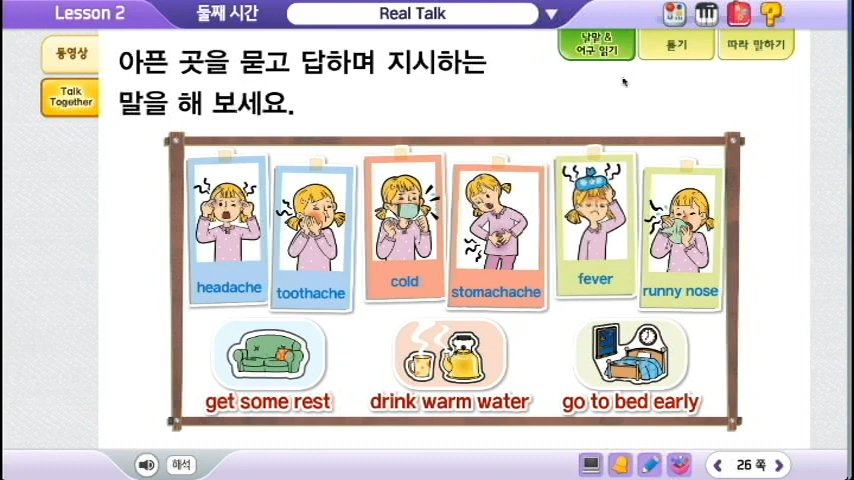 Lesson 2
둘째 시간
Real Talk
동영상
Talk
Together
아픈 곳을 묻고 답하며 지시하는
말을 해 보세요.
낱말 &
어구 읽기
듣기
따라 말하기
headache
toothache
cold
stomachache
fever
runny nose
get some rest
drink warm water
go to bed early
해석
26 쪽